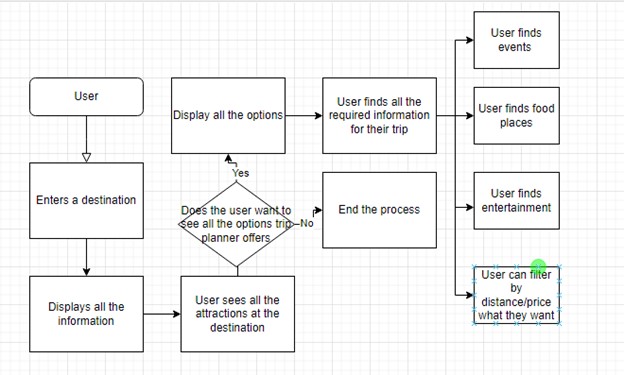 User
Enters a destination
Displays all the
information
User sees all the
attractions at the
destination
Does the user want to
see all the options trip
planner offers
Yes
No
Display all the options
End the process
User finds all the
required information
for their trip
User finds
events
User finds food
places
User finds
entertainment
User can filter
by
distance/price
what they want